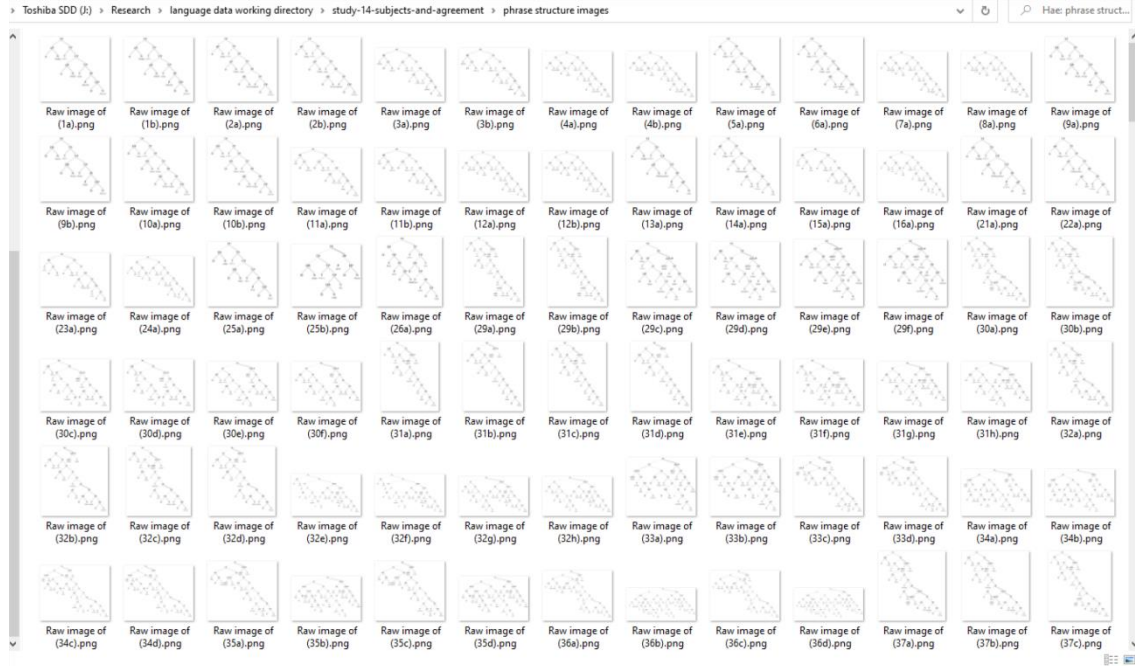 › Toshiba SDD (J:) › Research › language data working directory › study-14-subjects-and-agreement › phrase structure images
Hae: phrase struct...
Raw image of (1a).png
Raw image of (1b).png
Raw image of (2a).png
Raw image of (2b).png
Raw image of (3a).png
Raw image of (3b).png
Raw image of (4a).png
Raw image of (4b).png
Raw image of (5a).png
Raw image of (6a).png
Raw image of (7a).png
Raw image of (8a).png
Raw image of (9a).png
Raw image of (9b).png
Raw image of (10a).png
Raw image of (10b).png
Raw image of (11a).png
Raw image of (11b).png
Raw image of (12a).png
Raw image of (12b).png
Raw image of (13a).png
Raw image of (14a).png
Raw image of (15a).png
Raw image of (16a).png
Raw image of (21a).png
Raw image of (22a).png
Raw image of (23a).png
Raw image of (24a).png
Raw image of (25a).png
Raw image of (25b).png
Raw image of (26a).png
Raw image of (29a).png
Raw image of (29b).png
Raw image of (29c).png
Raw image of (29d).png
Raw image of (29e).png
Raw image of (29f).png
Raw image of (30a).png
Raw image of (30b).png
Raw image of (30c).png
Raw image of (30d).png
Raw image of (30e).png
Raw image of (30f).png
Raw image of (31a).png
Raw image of (31b).png
Raw image of (31c).png
Raw image of (31d).png
Raw image of (31e).png
Raw image of (31f).png
Raw image of (31g).png
Raw image of (31h).png
Raw image of (32a).png
Raw image of (32b).png
Raw image of (32c).png
Raw image of (32d).png
Raw image of (32e).png
Raw image of (32f).png
Raw image of (32g).png
Raw image of (32h).png
Raw image of (33a).png
Raw image of (33b).png
Raw image of (33c).png
Raw image of (33d).png
Raw image of (34a).png
Raw image of (34b).png
Raw image of (34c).png
Raw image of (34d).png
Raw image of (35a).png
Raw image of (35b).png
Raw image of (35c).png
Raw image of (35d).png
Raw image of (36a).png
Raw image of (36b).png
Raw image of (36c).png
Raw image of (36d).png
Raw image of (37a).png
Raw image of (37b).png
Raw image of (37c).png